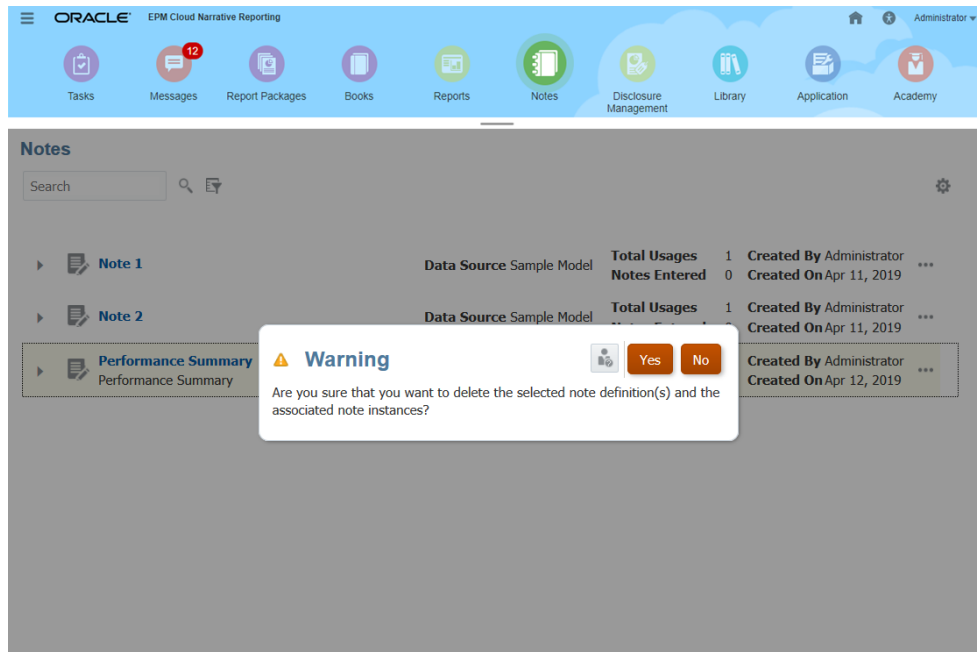 ORACLE® EPM Cloud Narrative Reporting Administrator
12
Tasks Messages Report Packages Books Reports Notes Disclosure Management Library Application Academy
Notes
Search
Note 1 Data Source Sample Model Total Usages 1 Created By Administrator
Notes Entered 0 Created On Apr 11, 2019
Note 2 Data Source Sample Model Total Usages 1 Created By Administrator
Created On Apr 11, 2019
Performance Summary Created By Administrator
Performance Summary Created On Apr 12, 2019
Warning Yes No
Are you sure that you want to delete the selected note definition(s) and the
associated note instances?